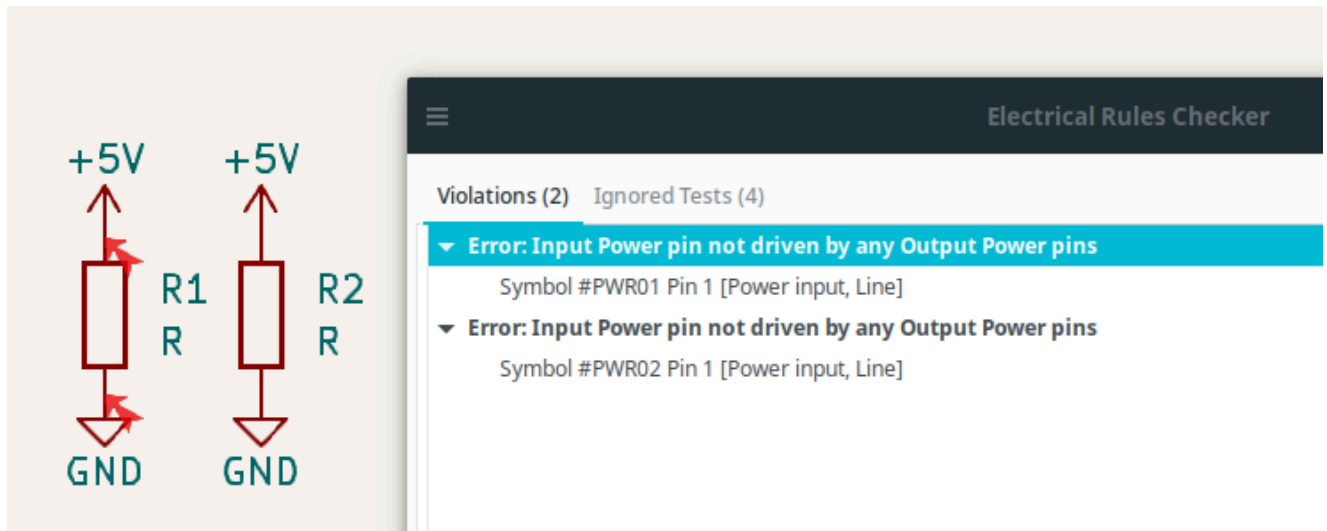 +5V +5V
R1 R2
R R
GND GND
Electrical Rules Checker
Violations (2) Ignored Tests (4)
Error: Input Power pin not driven by any Output Power pins
Symbol #PWR01 Pin 1 [Power input, Line]
Error: Input Power pin not driven by any Output Power pins
Symbol #PWR02 Pin 1 [Power input, Line]